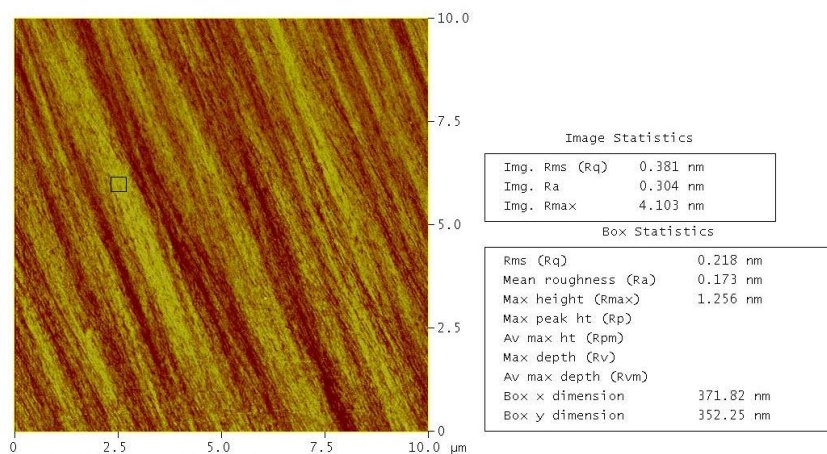 10.0
7.5
5.0
2.5
0
0 2.5 5.0 7.5 10.0 µm
Image Statistics
Img. Rms (Rq) 0.381 nm
Img. Ra 0.304 nm
Img. Rmax 4.103 nm
Box Statistics
Rms (Rq) 0.218 nm
Mean roughness (Ra) 0.173 nm
Max height (Rmax) 1.256 nm
Max peak ht (Rp)
Av max ht (Rpm)
Max depth (Rv)
Av max depth (Rvm)
Box x dimension 371.82 nm
Box y dimension 352.25 nm